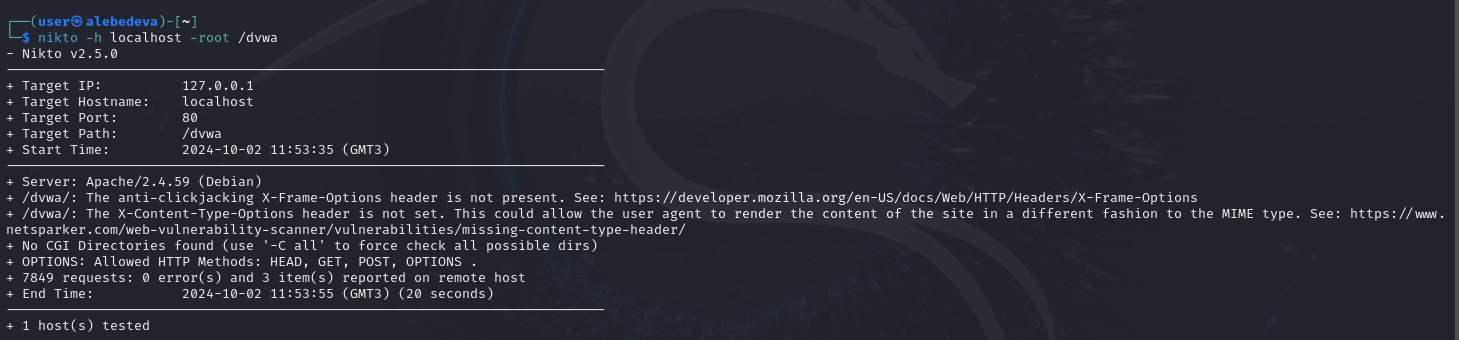 ┌──(user㉿alebedeva)-[~]
└─$ nikto -h localhost -root /dvwa
- Nikto v2.5.0
---------------------------------------------------------------------------
+ Target IP:          127.0.0.1
+ Target Hostname:    localhost
+ Target Port:        80
+ Target Path:        /dvwa
+ Start Time:         2024-10-02 11:53:35 (GMT3)
---------------------------------------------------------------------------
+ Server: Apache/2.4.59 (Debian)
+ /dvwa/: The anti-clickjacking X-Frame-Options header is not present. See: https://developer.mozilla.org/en-US/docs/Web/HTTP/Headers/X-Frame-Options
+ /dvwa/: The X-Content-Type-Options header is not set. This could allow the user agent to render the content of the site in a different fashion to the MIME type. See: https://www.
netsparker.com/web-vulnerability-scanner/vulnerabilities/missing-content-type-header/
+ No CGI Directories found (use '-C all' to force check all possible dirs)
+ OPTIONS: Allowed HTTP Methods: HEAD, GET, POST, OPTIONS .
+ 7849 requests: 0 error(s) and 3 item(s) reported on remote host
+ End Time:           2024-10-02 11:53:55 (GMT3) (20 seconds)
---------------------------------------------------------------------------
+ 1 host(s) tested